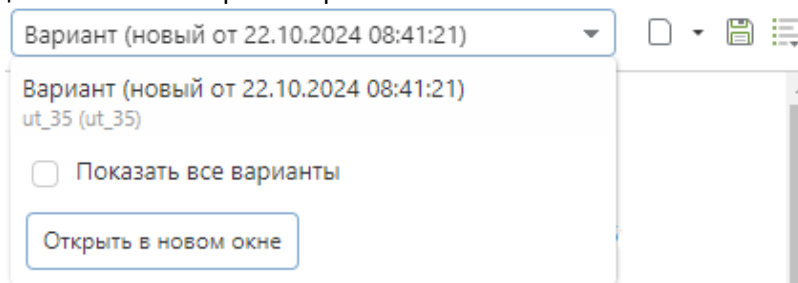 Вариант (новый от 22.10.2024 08:41:21)
Вариант (новый от 22.10.2024 08:41:21)
ut_35 (ut_35)
Показать все варианты
Открыть в новом окне